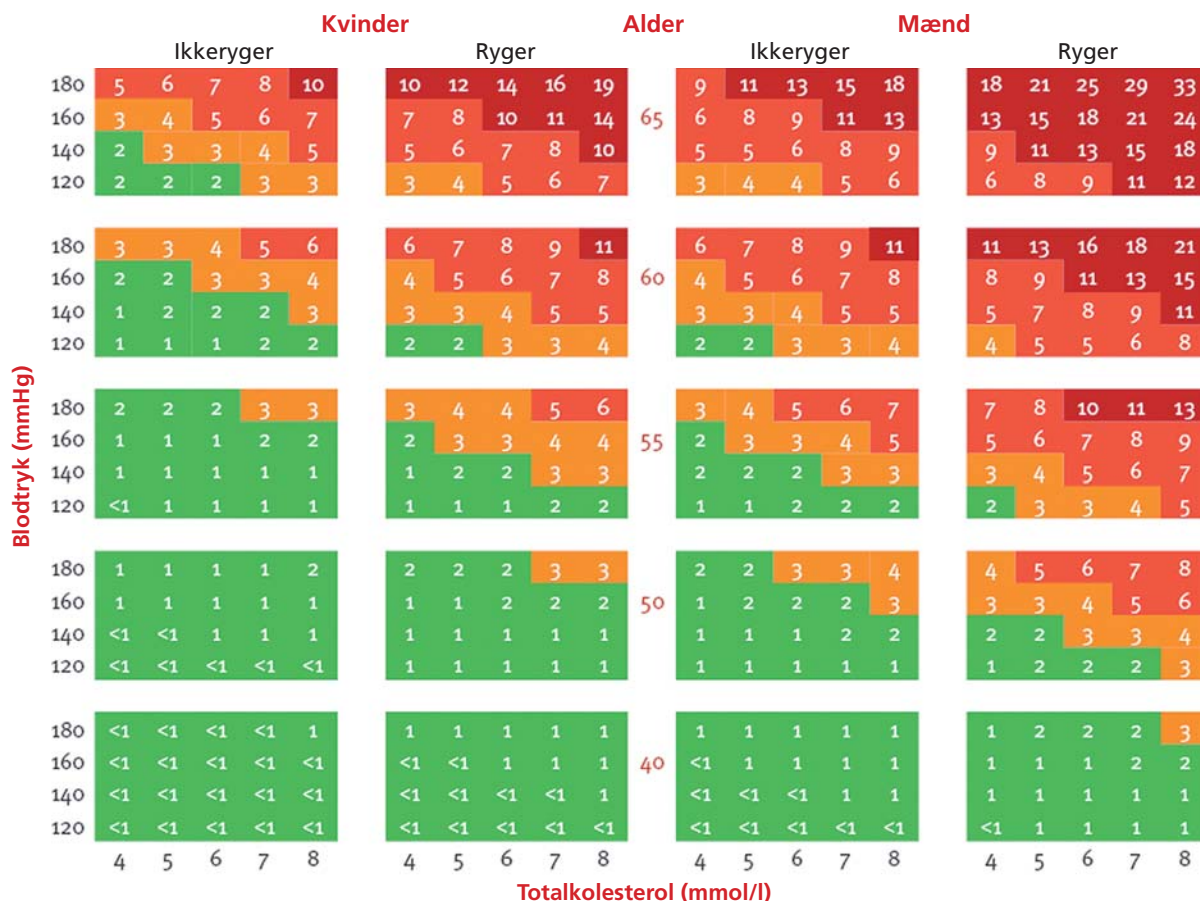 Kvinder Alder Mænd
Ikkeryger Ryger Ikkeryger Ryger
180 5 6 7 8 10 10 12 14 16 19 9 11 13 15 18 18 21 25 29 33
160 3 4 5 6 7 7 8 10 11 14 65 6 8 9 11 13 13 15 18 21 24
140 2 3 3 4 5 5 6 7 8 10 5 5 6 8 9 9 11 13 15 18
120 2 2 2 3 3 3 4 5 6 7 3 4 4 5 6 6 8 9 11 12
180 3 3 4 5 6 6 7 8 9 11 6 7 8 9 11 11 13 16 18 21
160 2 2 3 3 4 4 5 6 7 8 60 4 5 6 7 8 8 9 11 13 15
140 1 2 2 2 3 3 3 4 5 5 3 3 4 5 5 5 7 8 9 11
120 1 1 1 2 2 2 2 3 3 4 2 2 3 3 4 4 5 5 6 8
180 2 2 2 3 3 3 4 4 5 6 3 4 5 6 7 7 8 10 11 13
160 1 1 1 2 2 2 3 3 4 4 55 2 3 3 4 5 5 6 7 8 9
140 1 1 1 1 1 1 2 2 3 3 2 2 2 3 3 3 4 5 6 7
120 <1 1 1 1 1 1 1 1 2 2 1 1 2 2 2 2 3 3 4 5
180 1 1 1 1 2 2 2 2 3 3 2 2 3 3 4 4 5 6 7 8
160 1 1 1 1 1 1 1 2 2 2 50 1 2 2 2 3 3 3 4 5 6
140 <1 <1 1 1 1 1 1 1 1 1 1 1 1 2 2 2 2 3 3 4
120 <1 <1 <1 <1 <1 1 1 1 1 1 1 1 1 1 1 1 2 2 2 3
180 <1 <1 <1 <1 1 1 1 1 1 1 1 1 1 1 1 1 2 2 2 3
160 <1 <1 <1 <1 <1 <1 <1 1 1 1 40 <1 1 1 1 1 1 1 1 2 2
140 <1 <1 <1 <1 <1 <1 <1 <1 <1 1 <1 <1 <1 1 1 1 1 1 1 1
120 <1 <1 <1 <1 <1 <1 <1 <1 <1 <1 <1 <1 <1 <1 <1 <1 1 1 1 1
4 5 6 7 8 4 5 6 7 8 4 5 6 7 8 4 5 6 7 8
Blodtryk (mmHg)
Totalkolesterol (mmol/l)